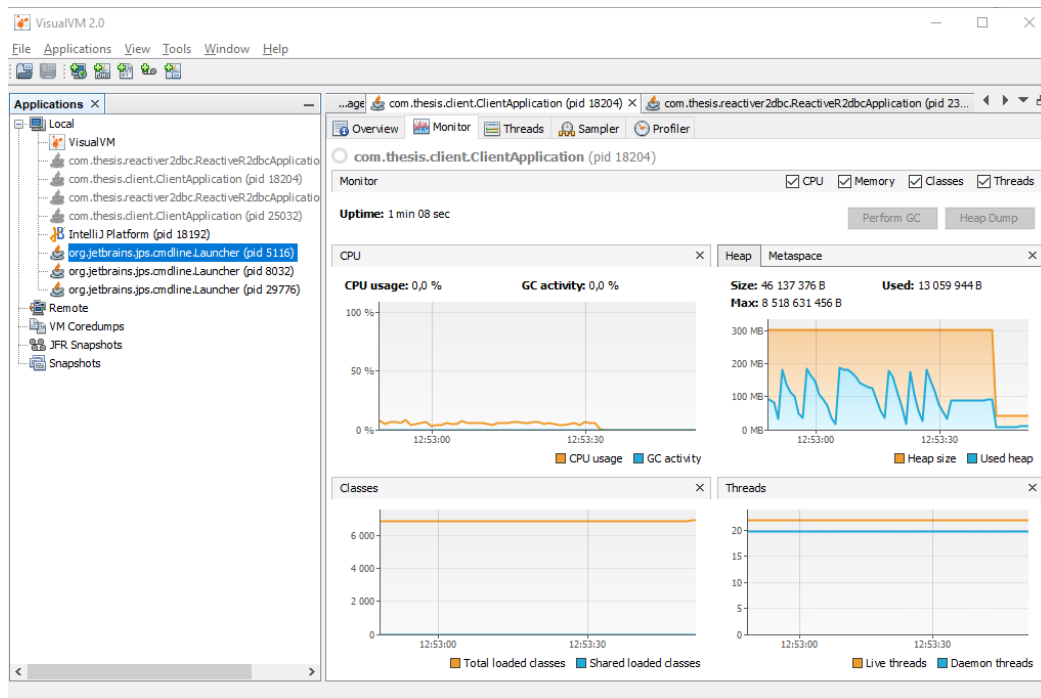 VisualVM 2.0
File Applications View Tools Window Help
Applications
Local
VisualVM
com.thesis.reactiver2dbc.ReactiveR2dbcApplicatio
com.thesis.client.ClientApplication (pid 18204)
com.thesis.reactiver2dbc.ReactiveR2dbcApplicatio
com.thesis.client.ClientApplication (pid 25032)
IntelliJ Platform (pid 18192)
org.jetbrains.jps.cmdline.Launcher (pid 5116)
org.jetbrains.jps.cmdline.Launcher (pid 8032)
org.jetbrains.jps.cmdline.Launcher (pid 29776)
Remote
VM Coredumps
JFR Snapshots
Snapshots
...age com.thesis.client.ClientApplication (pid 18204) com.thesis.reactiver2dbc.ReactiveR2dbcApplication (pid 23...
Overview Monitor Threads Sampler Profiler
com.thesis.client.ClientApplication (pid 18204)
Monitor CPU Memory Classes Threads
Uptime: 1 min 08 sec Perform GC Heap Dump
CPU
CPU usage: 0,0 % GC activity: 0,0 %
100 %
50 %
0 %
12:53:00 12:53:30
CPU usage GC activity
Heap Metaspace
Size: 46 137 376 B Used: 13 059 944 B
Max: 8 518 631 456 B
300 MB
200 MB
100 MB
0 MB
12:53:00 12:53:30
Heap size Used heap
Classes
6 000
4 000
2 000
0
12:53:00 12:53:30
Total loaded classes Shared loaded classes
Threads
20
15
10
5
0
12:53:00 12:53:30
Live threads Daemon threads